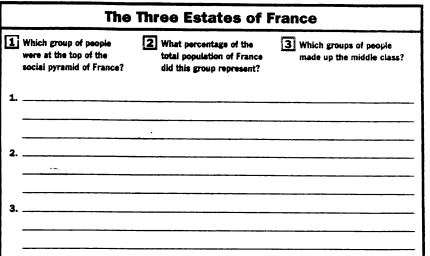 The Three Estates of France
1 Which group of people
were at the top of the
social pyramid of France?
2 What percentage of the
total population of France
did this group represent?
3 Which groups of people
made up the middle class?
1.
2.
3.